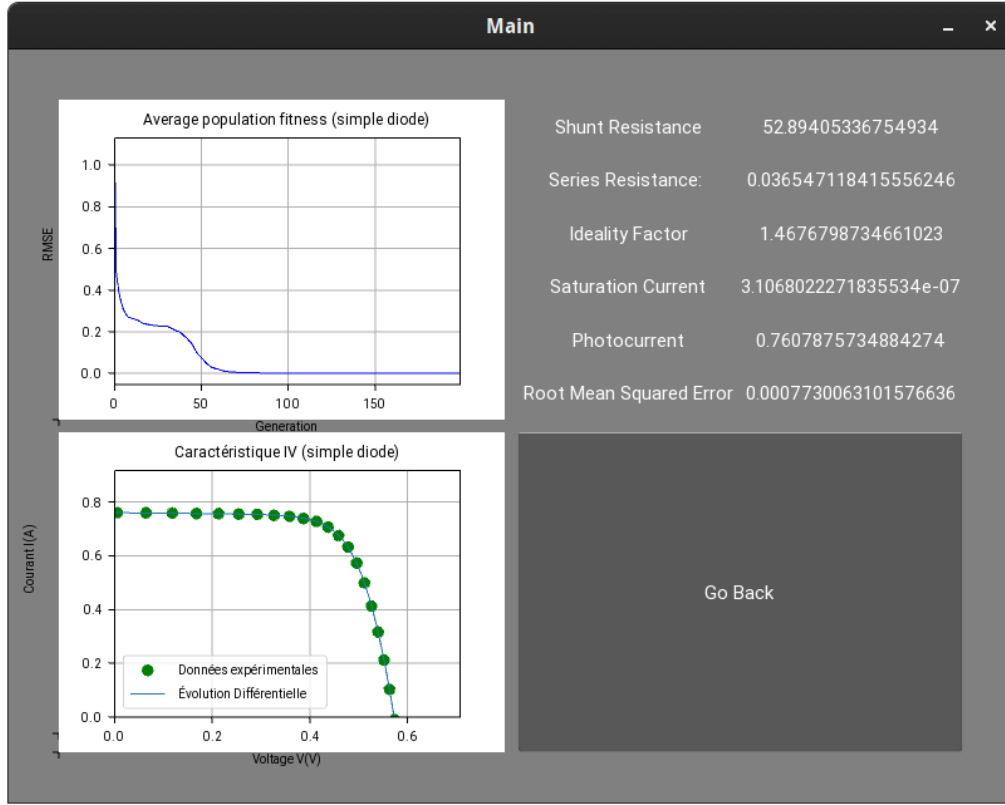 Main
Average population fitness (simple diode)
RMSE
1.0
0.8
0.6
0.4
0.2
0.0
0 50 100 150
Generation
Caractéristique IV (simple diode)
Courant I(A)
0.8
0.6
0.4
0.2
0.0
Données expérimentales
Évolution Différentielle
0.0 0.2 0.4 0.6
Voltage V(V)
Shunt Resistance 52.89405336754934
Series Resistance: 0.036547118415556246
Ideality Factor 1.4676798734661023
Saturation Current 3.1068022271835534e-07
Photocurrent 0.7607875734884274
Root Mean Squared Error 0.0007730063101576636
Go Back